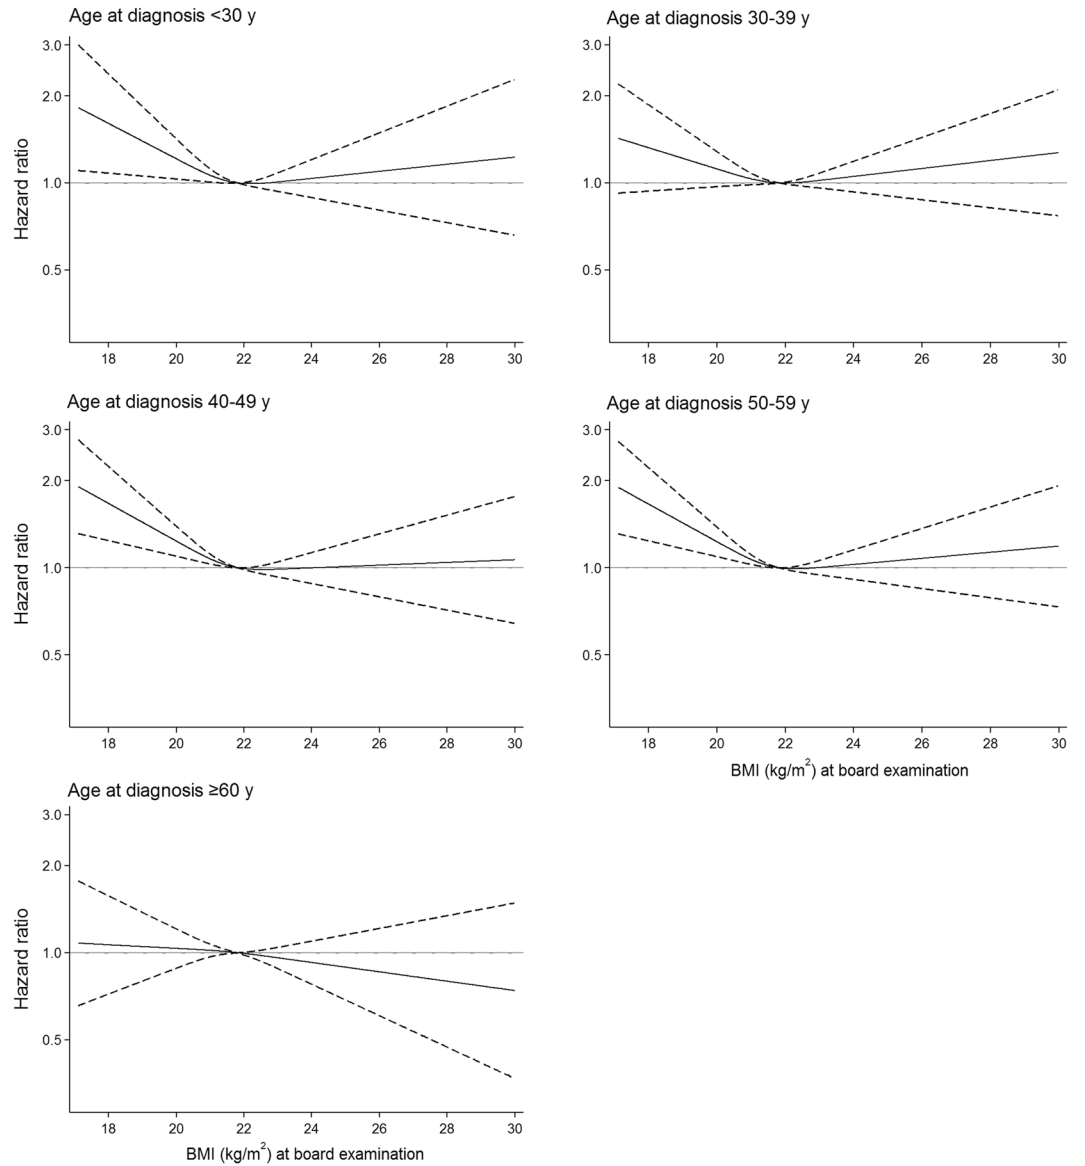 Age at diagnosis <30 y
3.0
2.0
1.0
0.5
Hazard ratio
18 20 22 24 26 28 30
Age at diagnosis 30-39 y
3.0
2.0
1.0
0.5
18 20 22 24 26 28 30
Age at diagnosis 40-49 y
3.0
2.0
1.0
0.5
Hazard ratio
18 20 22 24 26 28 30
Age at diagnosis 50-59 y
3.0
2.0
1.0
0.5
18 20 22 24 26 28 30
BMI (kg/m²) at board examination
Age at diagnosis ≥60 y
3.0
2.0
1.0
0.5
Hazard ratio
18 20 22 24 26 28 30
BMI (kg/m²) at board examination